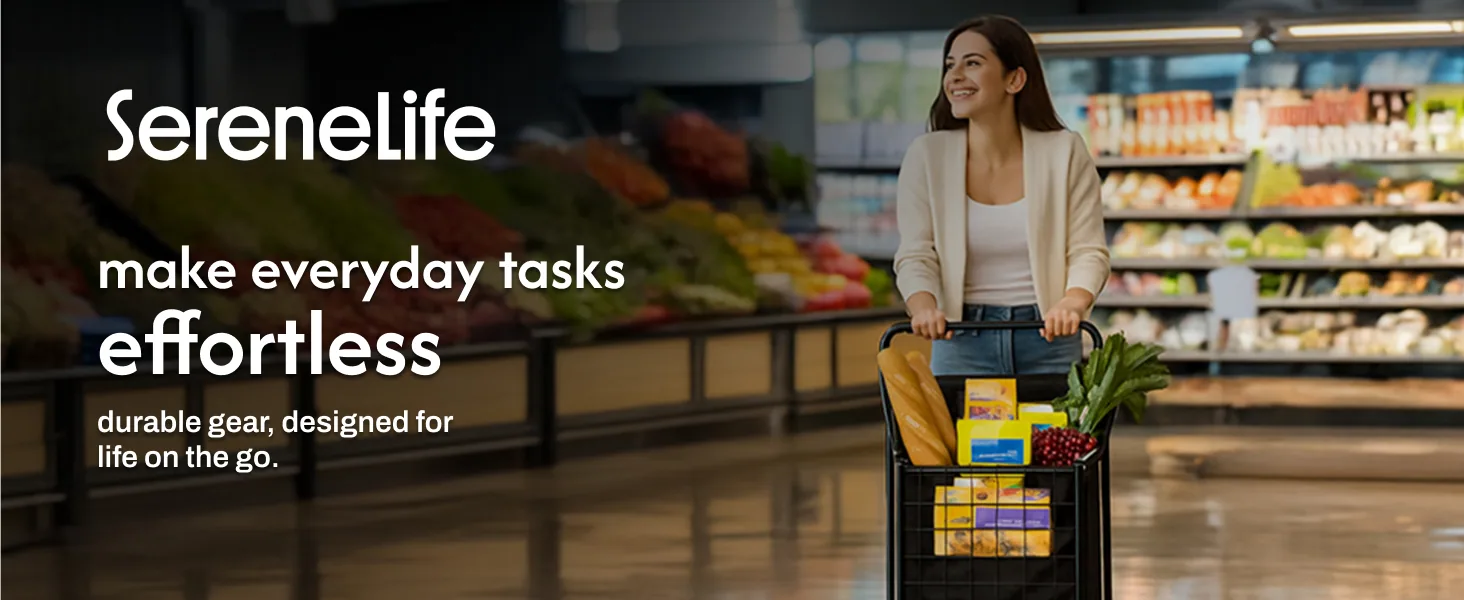 SereneLife
make everyday tasks
effortless
durable gear, designed for
life on the go.